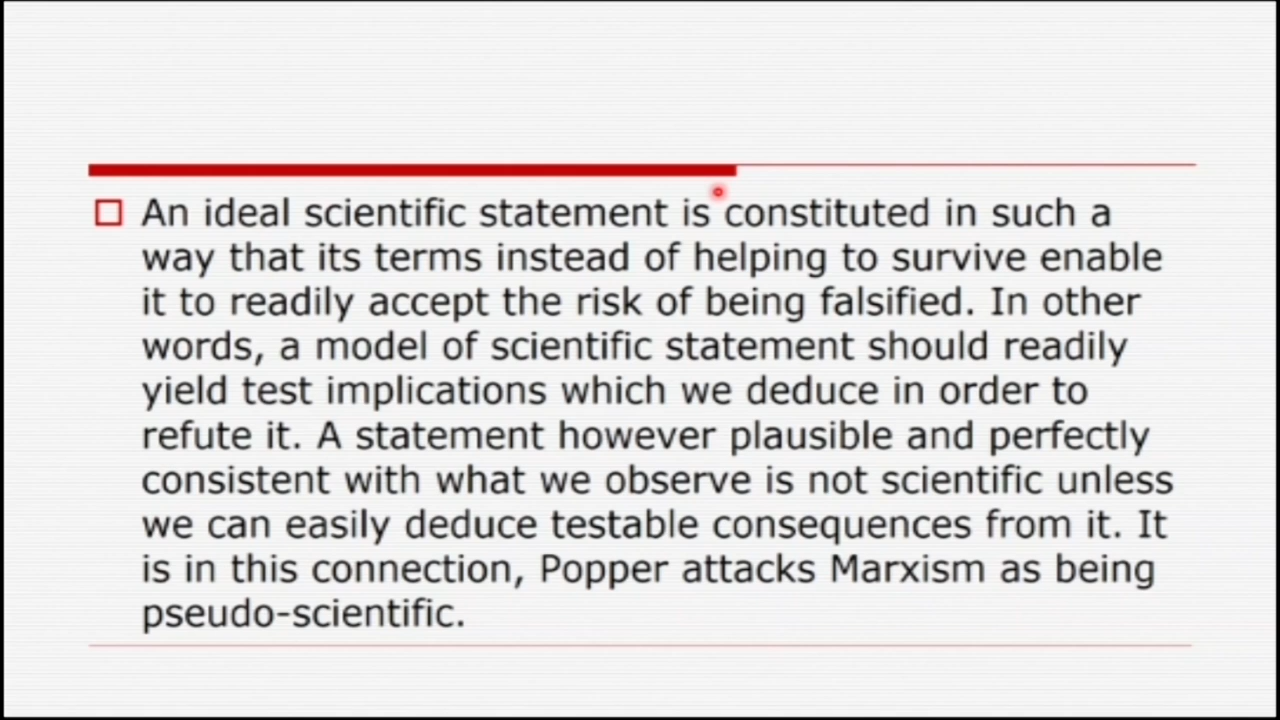 An ideal scientific statement is constituted in such a
way that its terms instead of helping to survive enable
it to readily accept the risk of being falsified. In other
words, a model of scientific statement should readily
yield test implications which we deduce in order to
refute it. A statement however plausible and perfectly
consistent with what we observe is not scientific unless
we can easily deduce testable consequences from it. It
is in this connection, Popper attacks Marxism as being
pseudo-scientific.